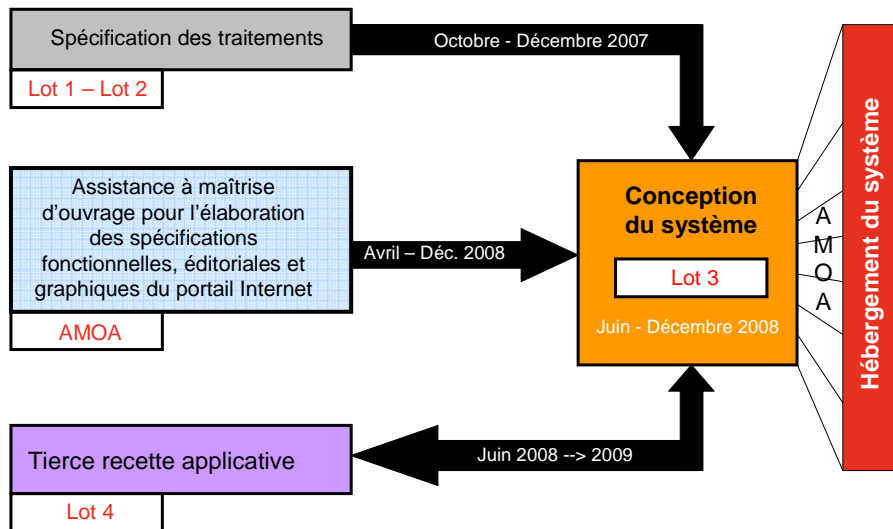 Spécification des traitements
Lot 1 – Lot 2
Octobre - Décembre 2007
Assistance à maîtrise
d'ouvrage pour l'élaboration
des spécifications
fonctionnelles, éditoriales et
graphiques du portail Internet
AMOA
Avril – Déc. 2008
Conception
du système
Lot 3
Juin - Décembre 2008
AMOA
Hébergement du système
Tierce recette applicative
Lot 4
Juin 2008 --> 2009